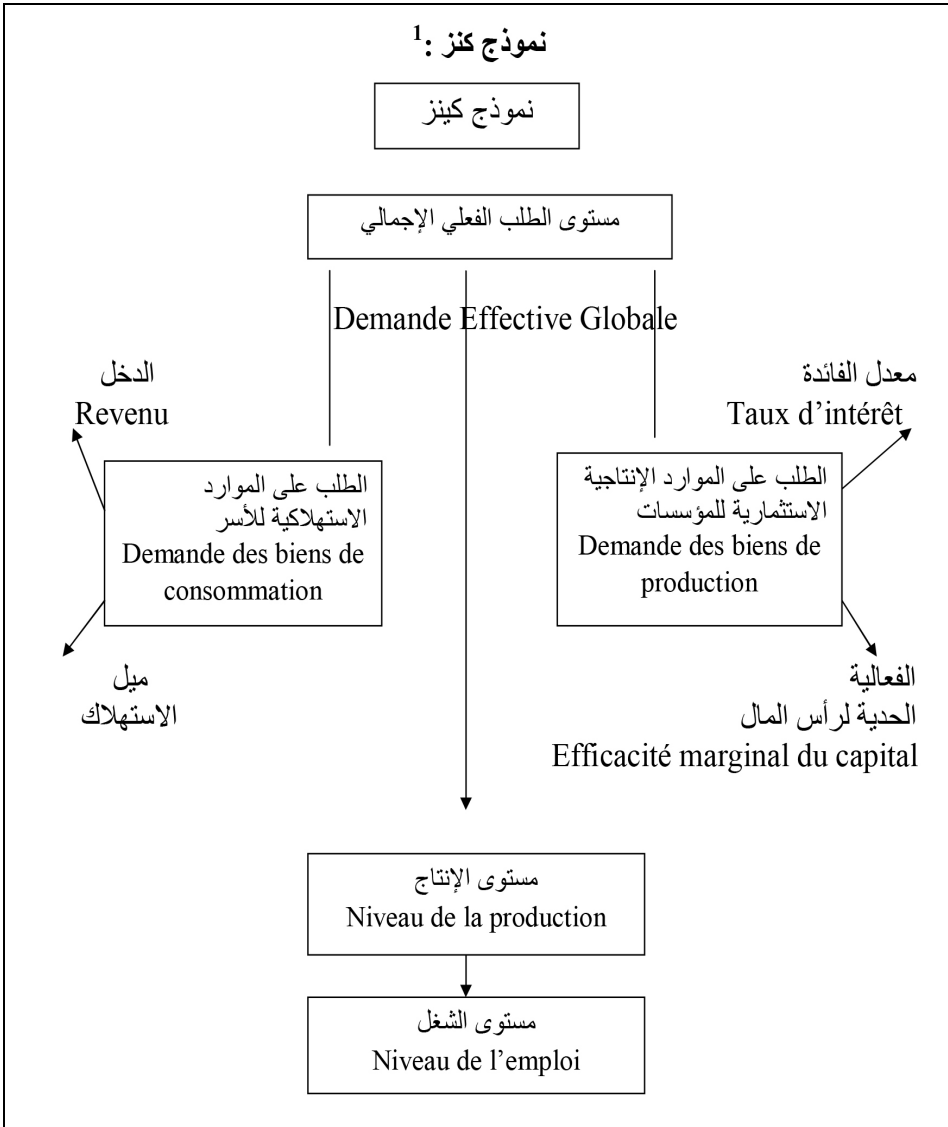 نموذج كنز :1
نموذج كينز
مستوى الطلب الفعلي الإجمالي
Demande Effective Globale
معدل الفائدة
Taux d’intérêt
الدخل
Revenu
الطلب على الموارد الإنتاجية
الاستثمارية للمؤسسات
Demande des biens de
production
الطلب على الموارد
الاستهلاكية للأسر
Demande des biens de
consommation
الفعالية
الحدية لرأس المال
Efficacité marginal du capital
ميل
الاستهلاك
مستوى الإنتاج
Niveau de la production
مستوى الشغل
Niveau de l’emploi